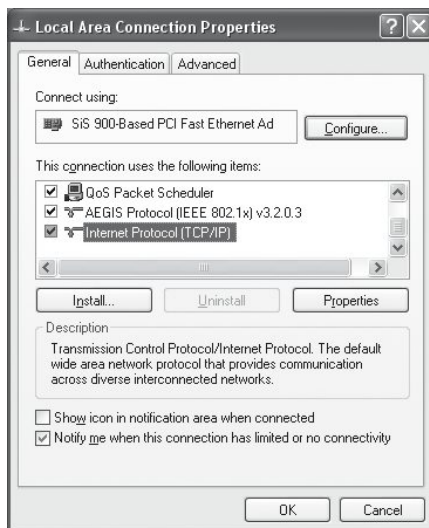 Local Area Connection Properties
General Authentication Advanced
Connect using:
SiS 900-Based PCI Fast Ethernet Ad Configure...
This connection uses the following items:
QoS Packet Scheduler
AEGIS Protocol (IEEE 802.1x) v3.2.0.3
Internet Protocol (TCP/IP)
Install... Uninstall Properties
Description
Transmission Control Protocol/Internet Protocol. The default
wide area network protocol that provides communication
across diverse interconnected networks.
Show icon in notification area when connected
Notify me when this connection has limited or no connectivity
OK Cancel